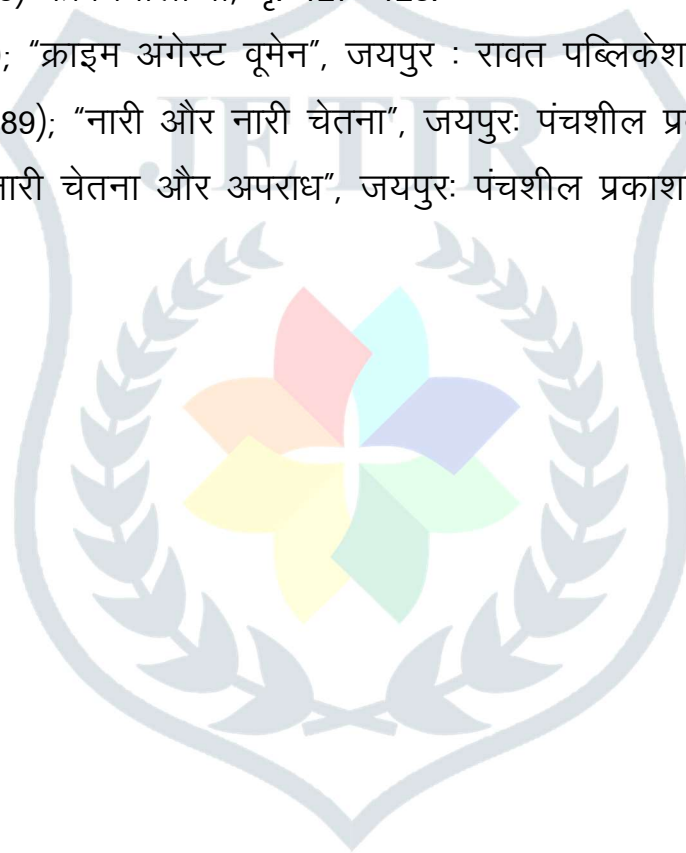 ; “क्राइम अंगेस्ट वूमेन”, जयपुर : रावत पब्लिकेश
89); “नारी और नारी चेतना”, जयपुरः पंचशील प्र
नारी चेतना और अपराध”, जयपुरः पंचशील प्रकाश
JETIR